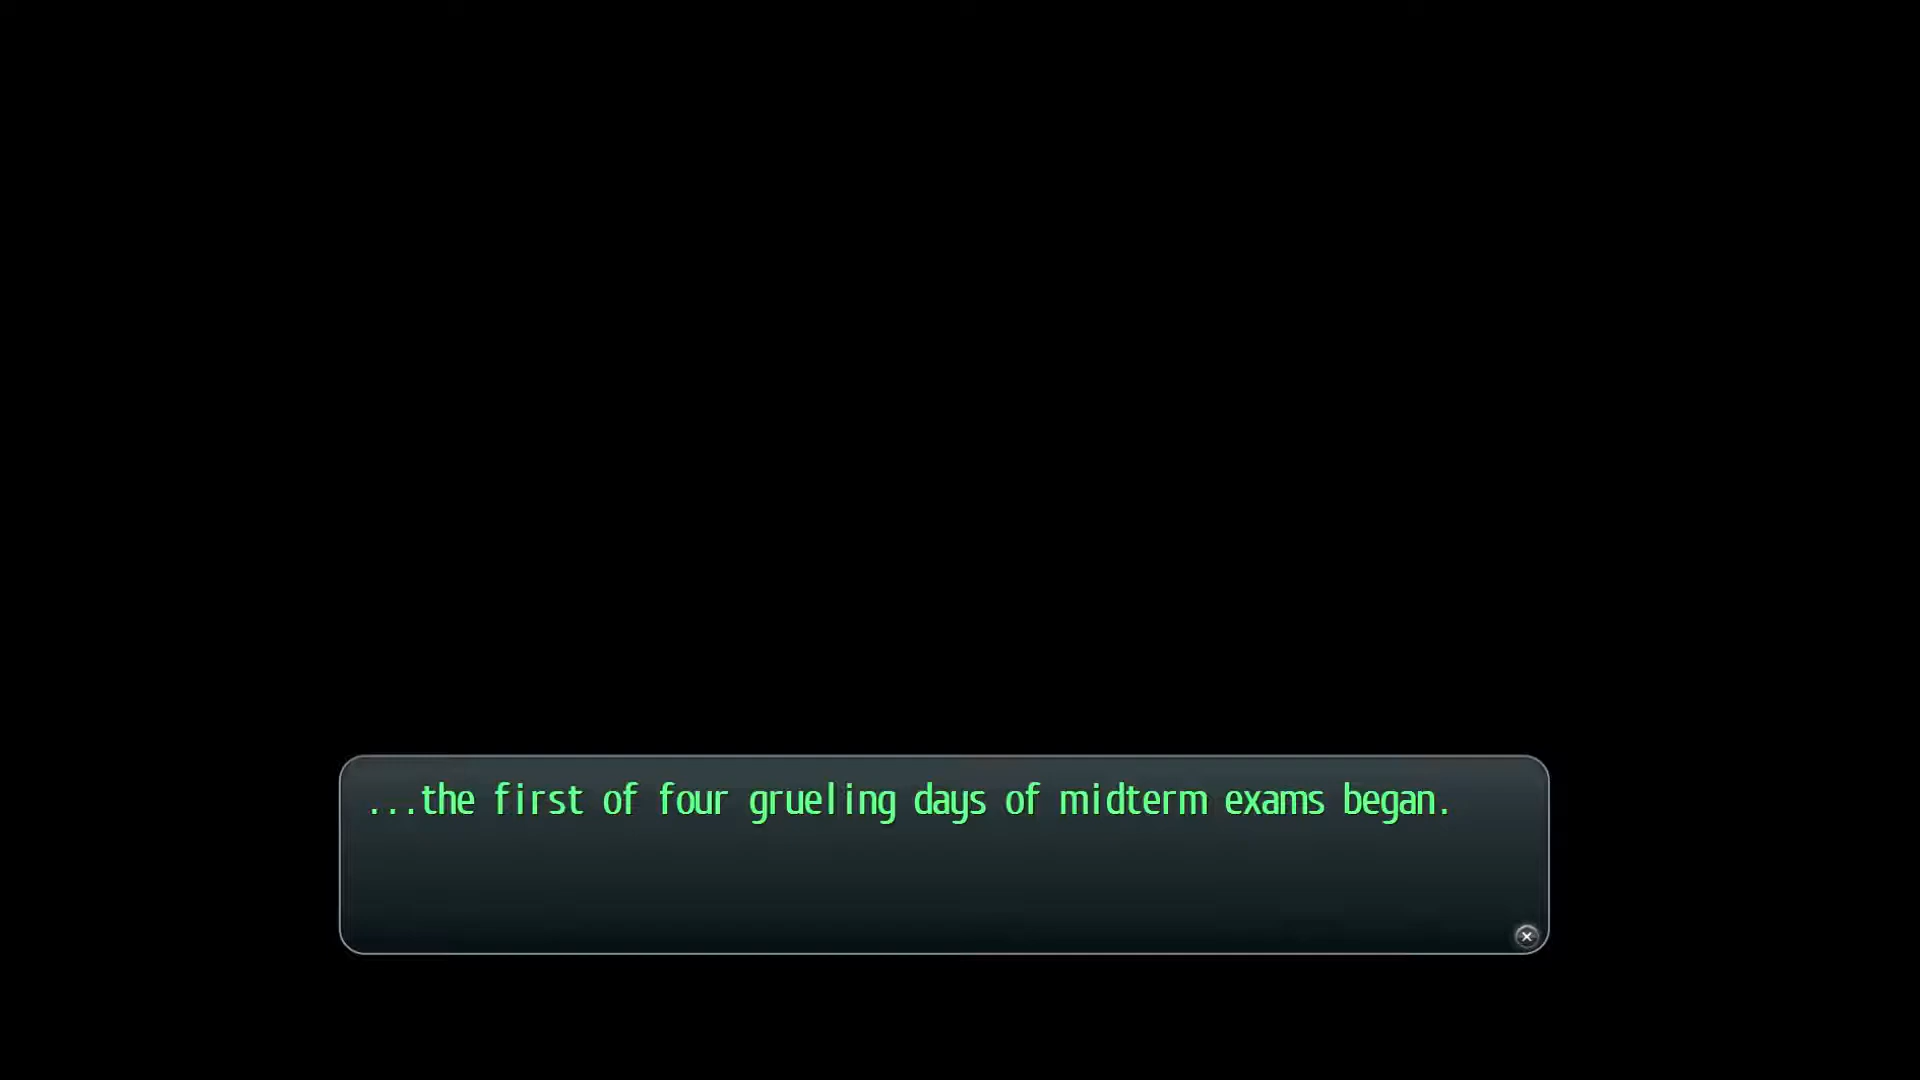 ...the first of four grueling days of midterm exams began.